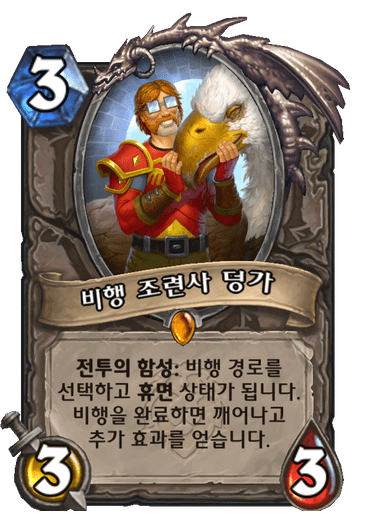 3
비행 조련사 덩가
전투의 함성: 비행 경로를
선택하고 휴면 상태가 됩니다.
비행을 완료하면 깨어나고
추가 효과를 얻습니다.
3
3